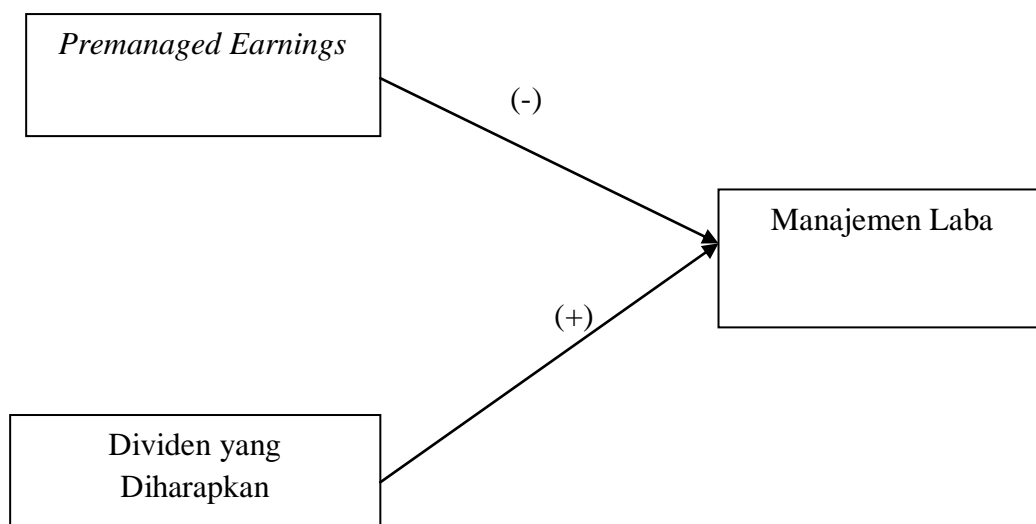 Premanaged Earnings
(-)
Manajemen Laba
(+)
Dividen yang
Diharapkan